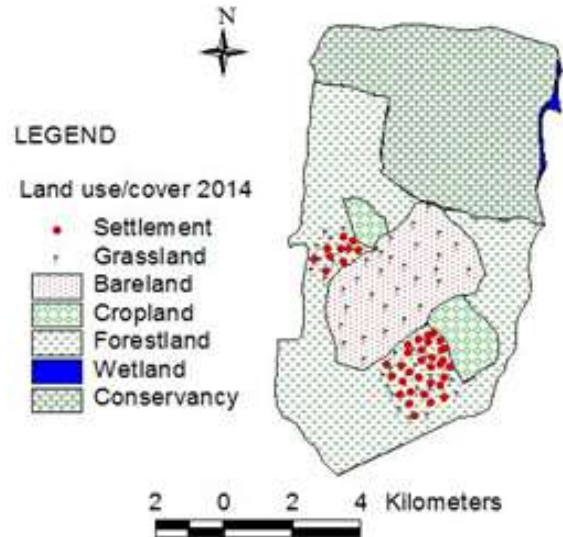 N
LEGEND
Land use/cover 2014
Settlement
Grassland
Bareland
Cropland
Forestland
Wetland
Conservancy
2 0 2 4 Kilometers